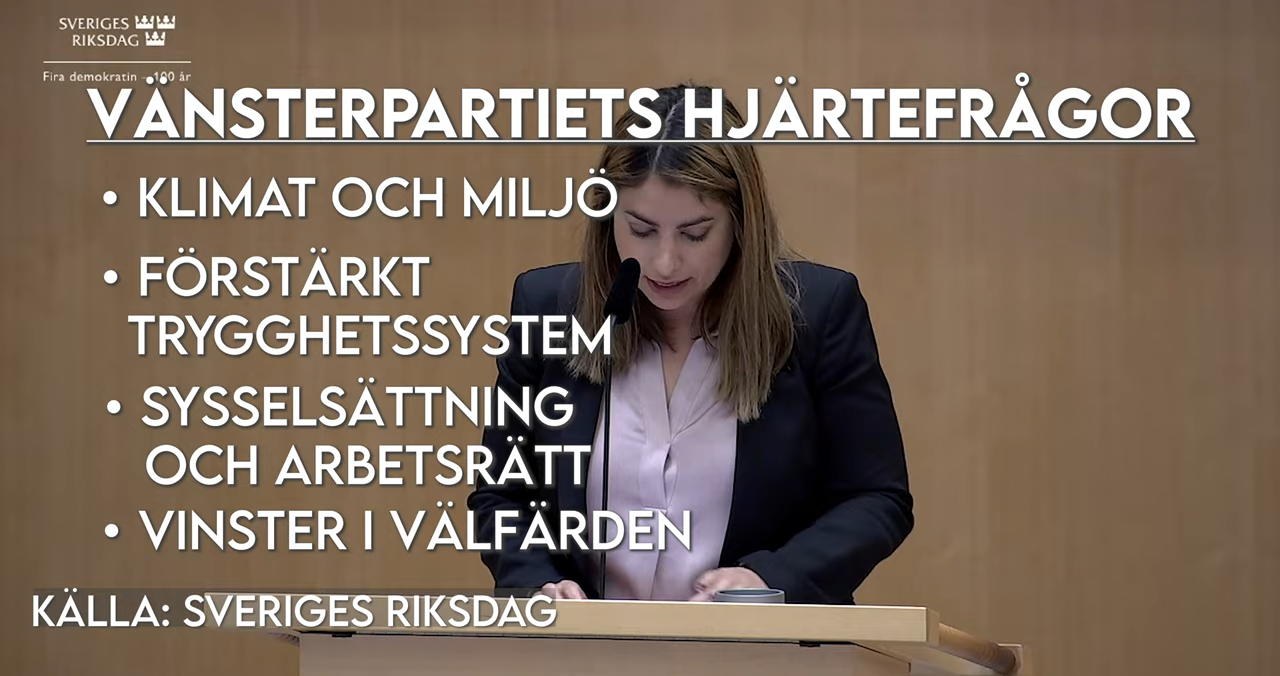 SVERIGES
RIKSDAG
Fira demokratin – 100 år
VÄNSTERPARTIETS HJÄRTEFRÅGOR
• KLIMAT OCH MILJÖ
• FÖRSTÄRKT
TRYGGHETSSYSTEM
• SYSSELSÄTTNING
OCH ARBETSRÄTT
• VINSTER I VÄLFÄRDEN
KÄLLA: SVERIGES RIKSDAG